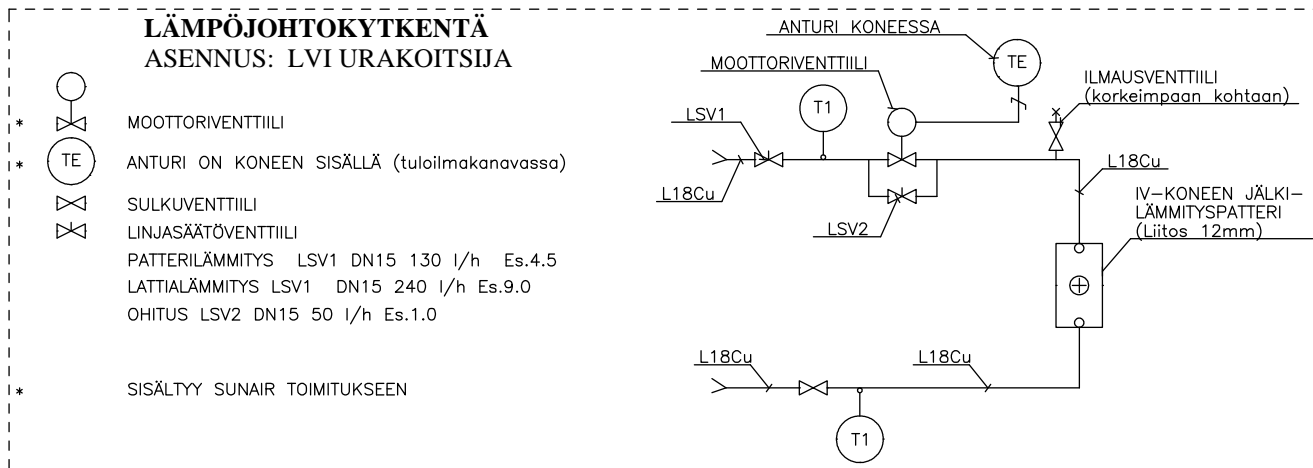 LÄMPÖJOHTOKYTKENTÄ
ASENNUS: LVI URAKOITSIJA
* MOOTTORIVENTTIILI
* TE ANTURI ON KONEEN SISÄLLÄ (tuloilmakanavassa)
SULKUVENTTIILI
LINJASÄÄTÖVENTTIILI
PATTERILÄMMITYS LSV1 DN15 130 l/h Es.4.5
LATTIALÄMMITYS LSV1 DN15 240 l/h Es.9.0
OHITUS LSV2 DN15 50 l/h Es.1.0
* SISÄLTYY SUNAIR TOIMITUKSEEN
ANTURI KONEESSA
TE
MOOTTORIVENTTIILI
ILMAUSVENTTIILI
(korkeimpaan kohtaan)
T1
LSV1
L18Cu
L18Cu
LSV2
IV-KONEEN JÄLKI-
LÄMMITYSPATTERI
(Liitos 12mm)
L18Cu
L18Cu
T1